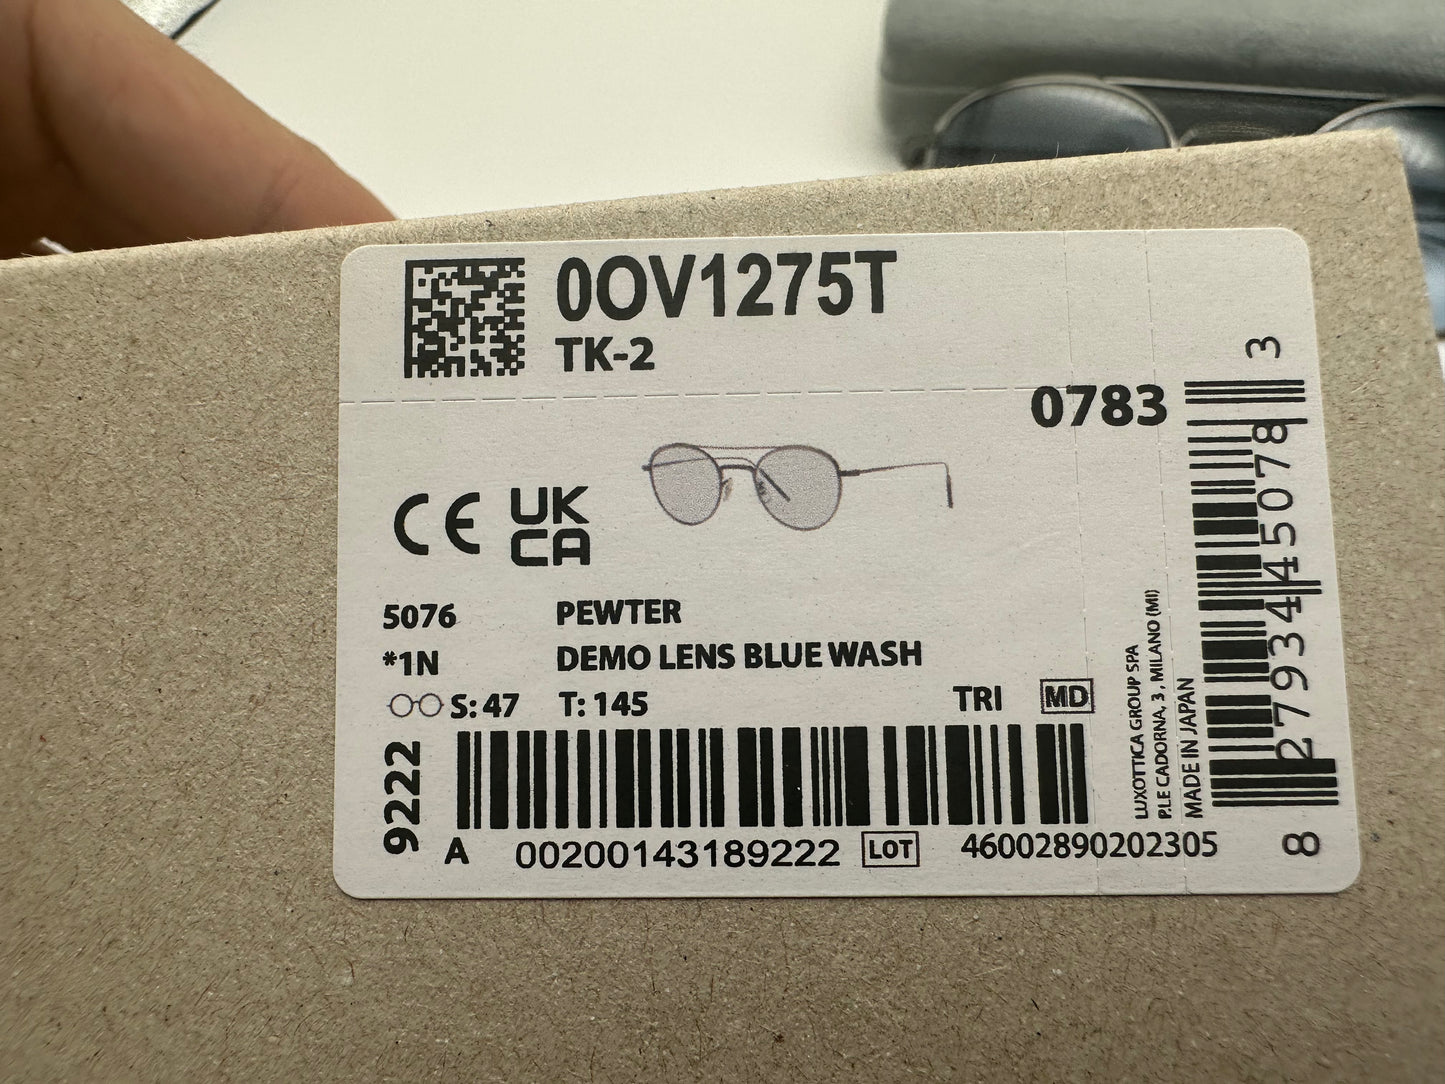 0OV1275T
TK-2
0783
CE UK
CA
5076 PEWTER
*1N DEMO LENS BLUE WASH
S: 47 T: 145 TRI MD
9222
A 00200143189222 LOT 46002890202305
LUXOTTICA GROUP SPA
P.LE CADORNA, 3, MILANO (MI)
MADE IN JAPAN
8 27934 45078 3